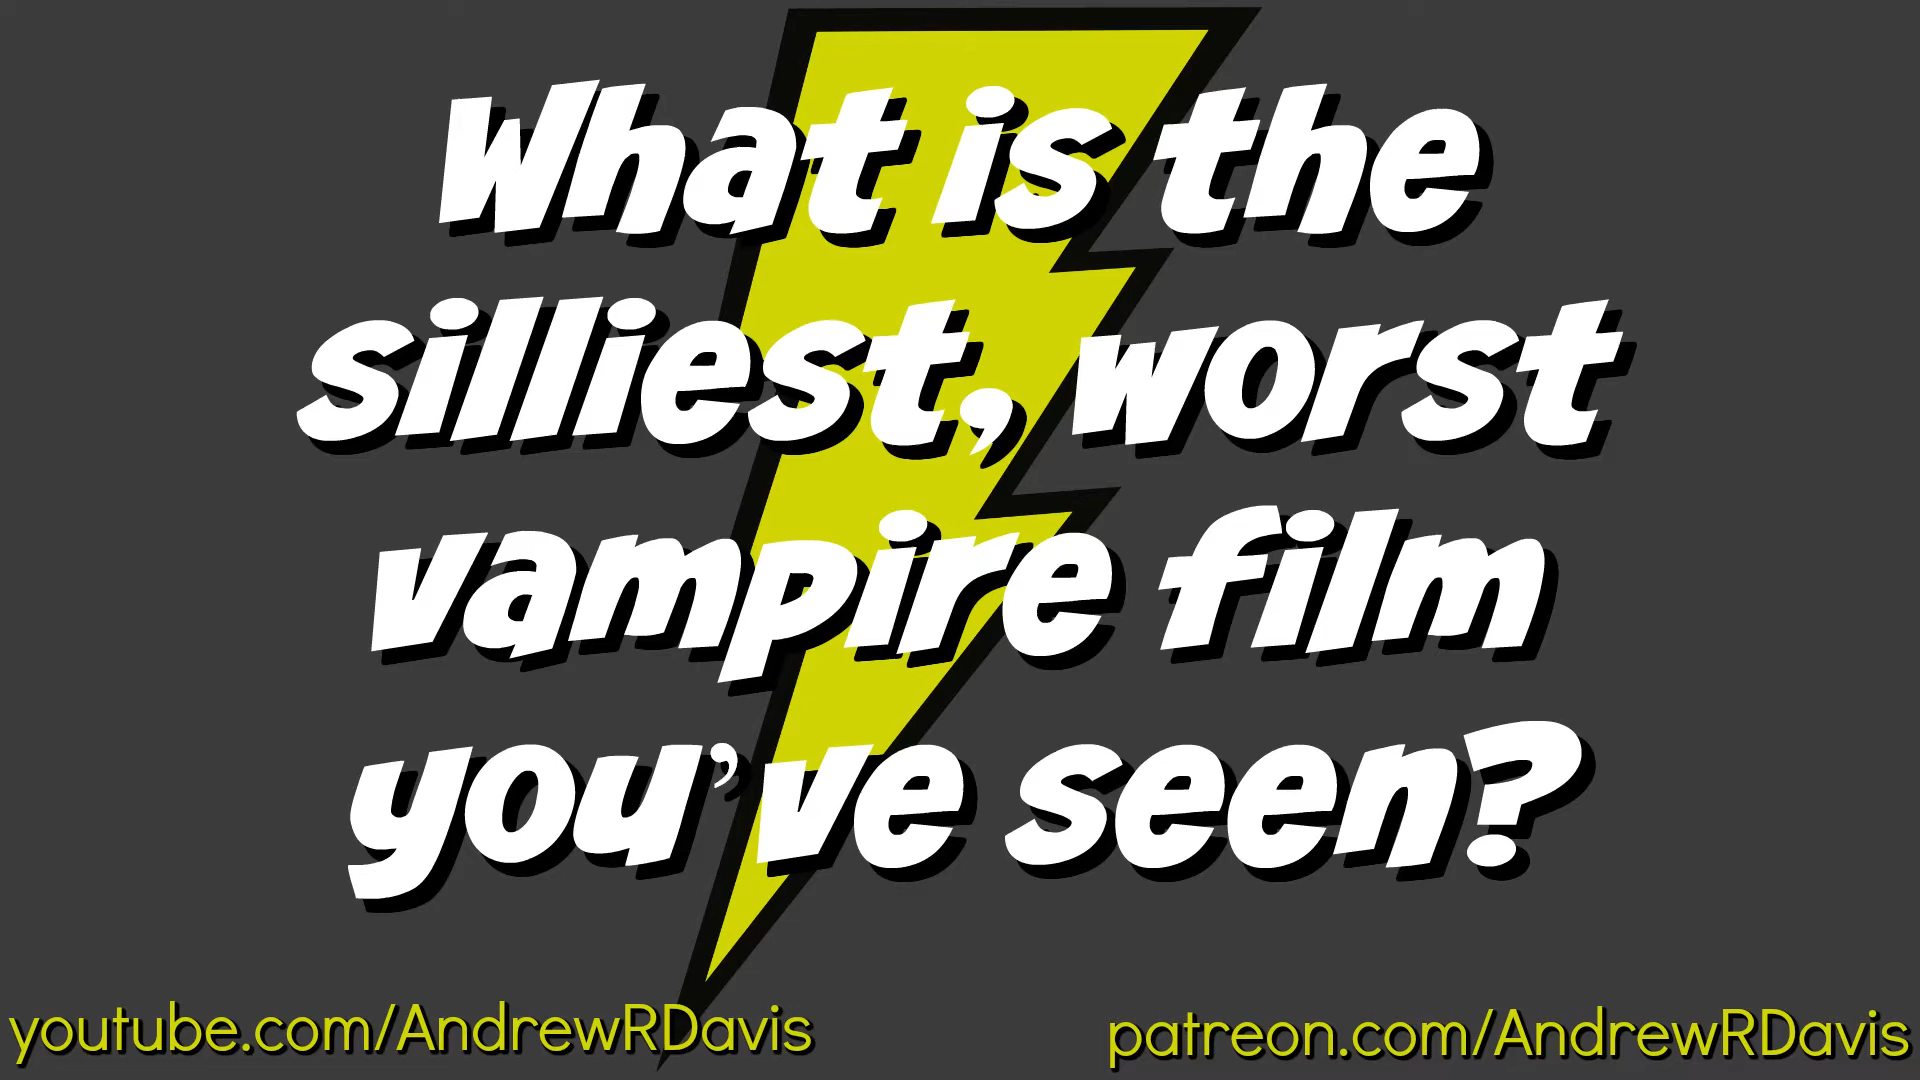 What is the
silliest, worst
vampire film
you’ve seen?
youtube.com/AndrewRDavis
patreon.com/AndrewRDavis